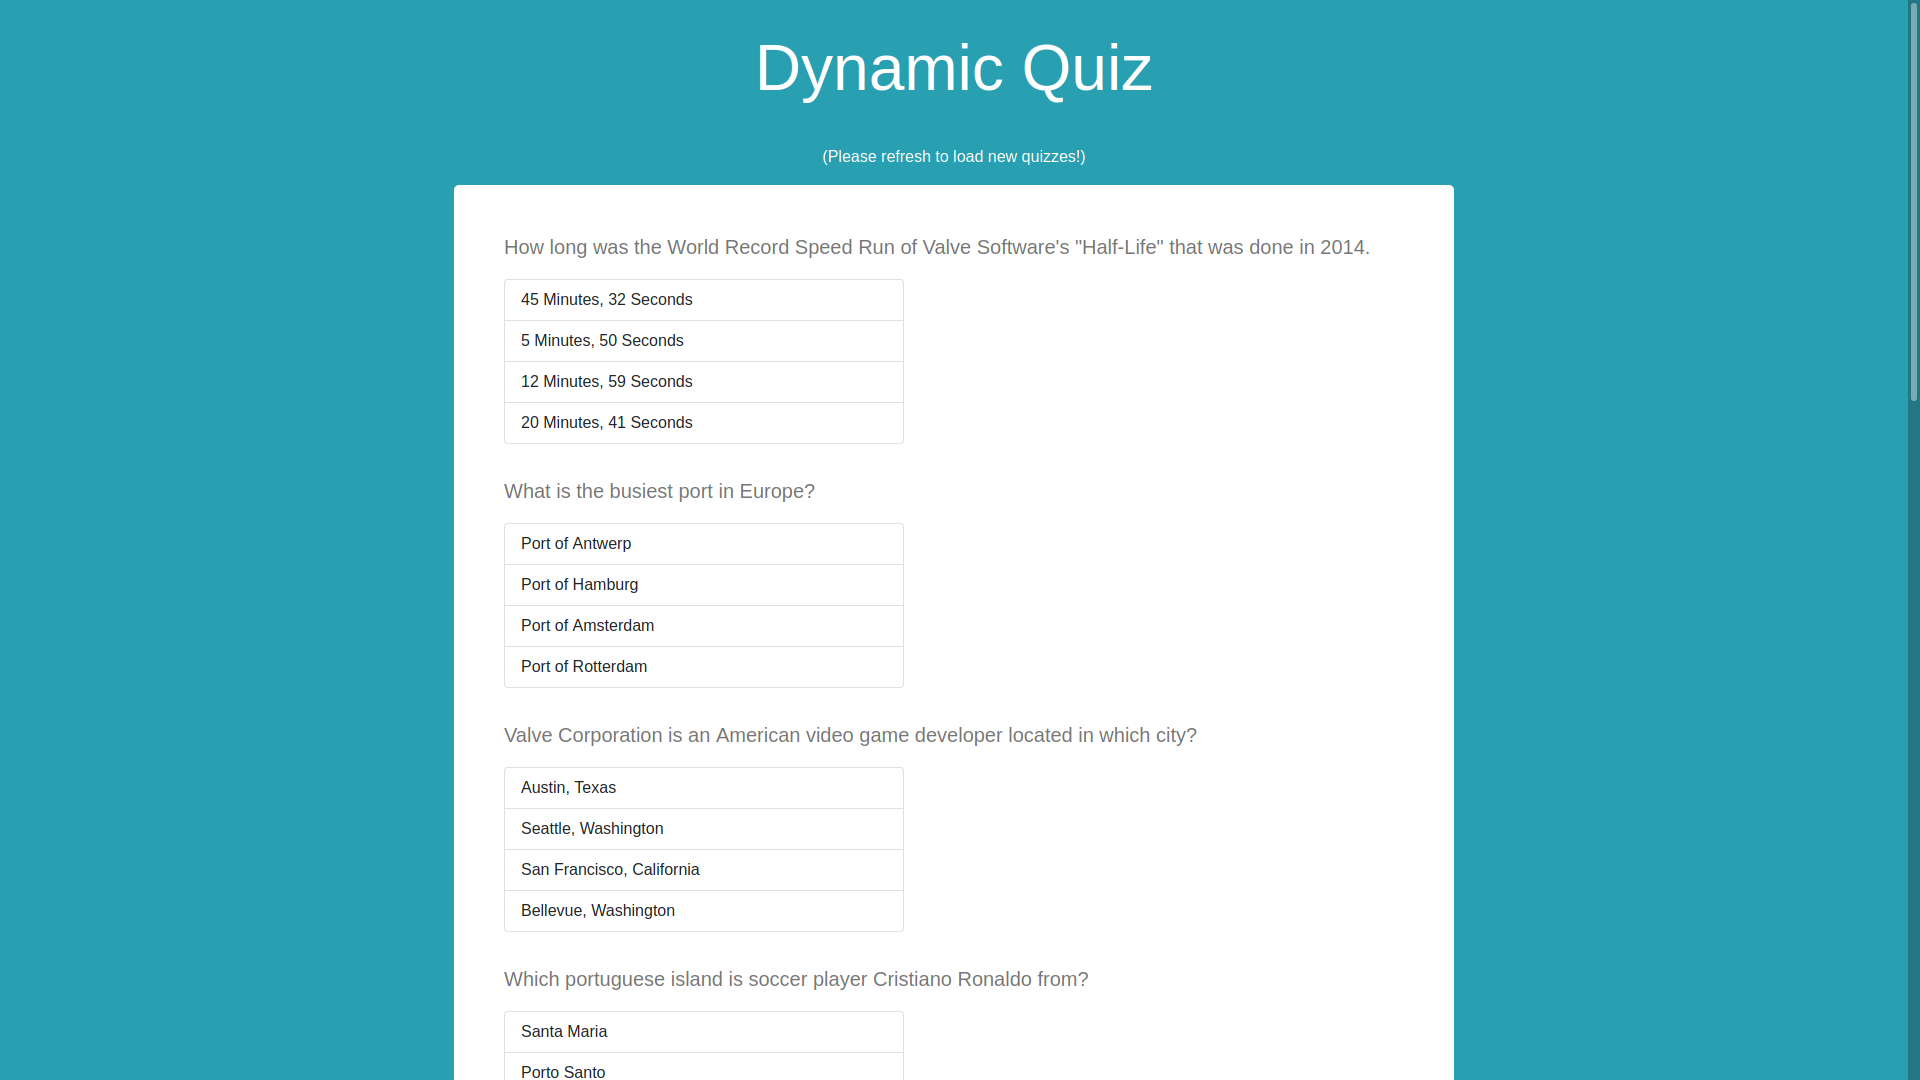 Dynamic Quiz
(Please refresh to load new quizzes!)
How long was the World Record Speed Run of Valve Software's "Half-Life" that was done in 2014.
45 Minutes, 32 Seconds
5 Minutes, 50 Seconds
12 Minutes, 59 Seconds
20 Minutes, 41 Seconds
What is the busiest port in Europe?
Port of Antwerp
Port of Hamburg
Port of Amsterdam
Port of Rotterdam
Valve Corporation is an American video game developer located in which city?
Austin, Texas
Seattle, Washington
San Francisco, California
Bellevue, Washington
Which portuguese island is soccer player Cristiano Ronaldo from?
Santa Maria
Porto Santo